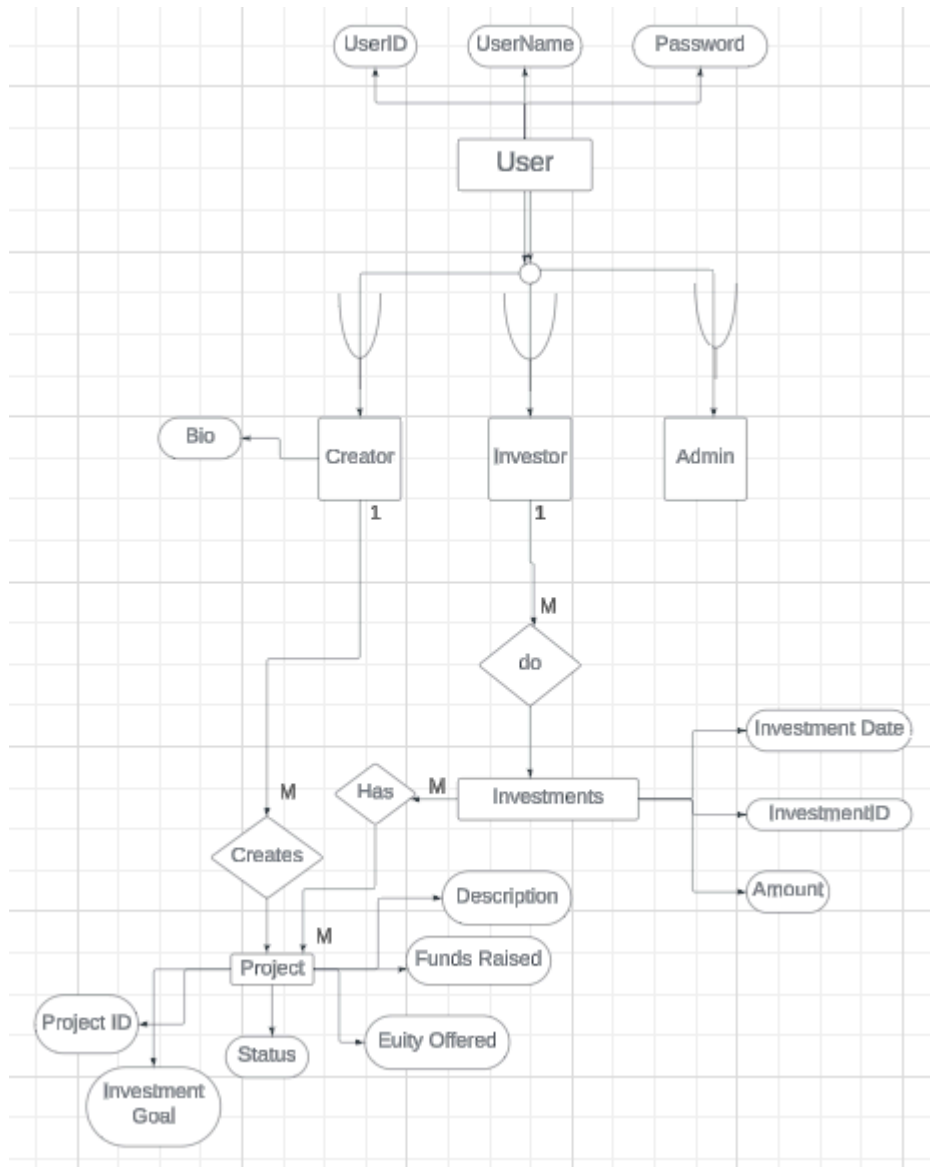 UserID
UserName
Password
User
Bio
Creator
Investor
Admin
1
1
M
do
Investment Date
Has
M
Investments
M
InvestmentID
Creates
Description
Amount
M
Funds Raised
Project
Project ID
Status
Euity Offered
Investment
Goal